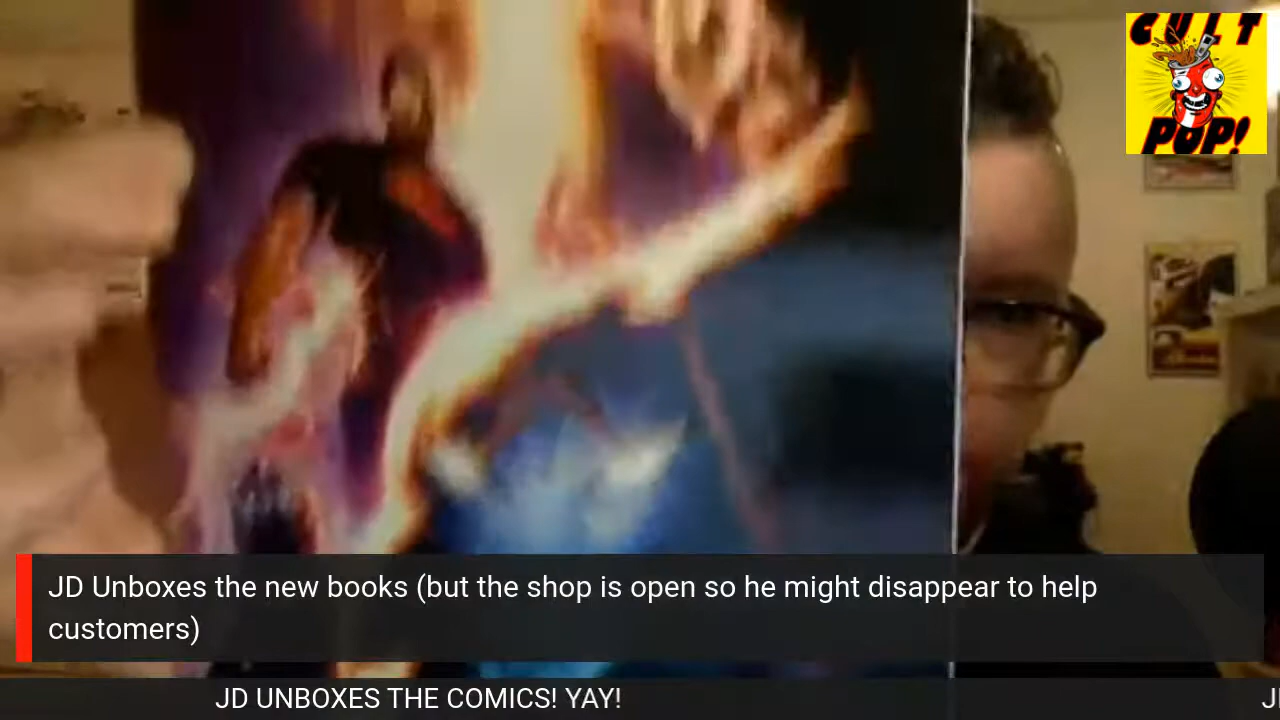 CULT
POP!
JD Unboxes the new books (but the shop is open so he might disappear to help
customers)
JD UNBOXES THE COMICS! YAY!